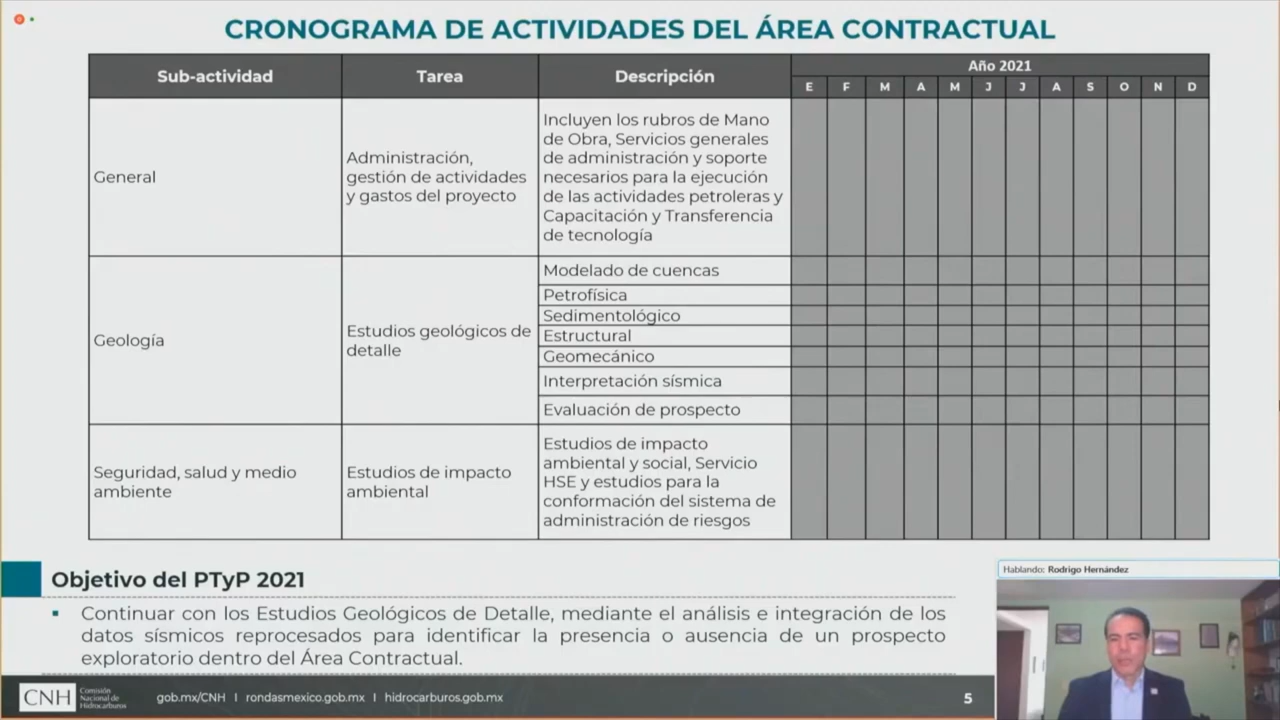 CRONOGRAMA DE ACTIVIDADES DEL ÁREA CONTRACTUAL
Sub-actividad
Tarea
Descripción
Año 2021
E F M A M J J A S O N D
General
Administración,
gestión de actividades
y gastos del proyecto
Incluyen los rubros de Mano
de Obra, Servicios generales
de administración y soporte
necesarios para la ejecución
de las actividades petroleras y
Capacitación y Transferencia
de tecnología
Geología
Estudios geológicos de
detalle
Modelado de cuencas
Petrofísica
Sedimentológico
Estructural
Geomecánico
Interpretación sísmica
Evaluación de prospecto
Seguridad, salud y medio
ambiente
Estudios de impacto
ambiental
Estudios de impacto
ambiental y social, Servicio
HSE y estudios para la
conformación del sistema de
administración de riesgos
Objetivo del PTyP 2021
▪ Continuar con los Estudios Geológicos de Detalle, mediante el análisis e integración de los
datos sísmicos reprocesados para identificar la presencia o ausencia de un prospecto
exploratorio dentro del Área Contractual.
Hablando: Rodrigo Hernández
CNH
Comisión
Nacional de
Hidrocarburos
gob.mx/CNH | rondasmexico.gob.mx | hidrocarburos.gob.mx
5